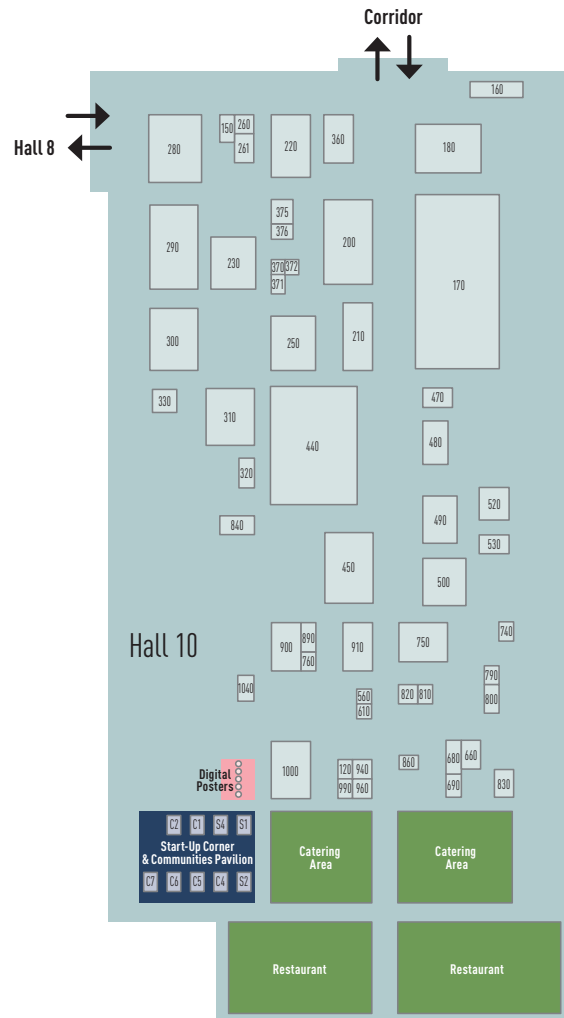 Corridor
160
Hall 8
280
150
260
261
220
360
180
375
376
290
230
200
170
370
372
371
300
250
210
330
310
440
470
480
320
840
490
520
530
450
500
Hall 10
900
890
760
910
750
740
1040
560
610
820
810
790
800
Digital
Posters
1000
120
940
990
960
860
680
660
690
830
C2
C1
S4
S1
Start-Up Corner
& Communities Pavilion
C7
C6
C5
C4
S2
Catering
Area
Catering
Area
Restaurant
Restaurant